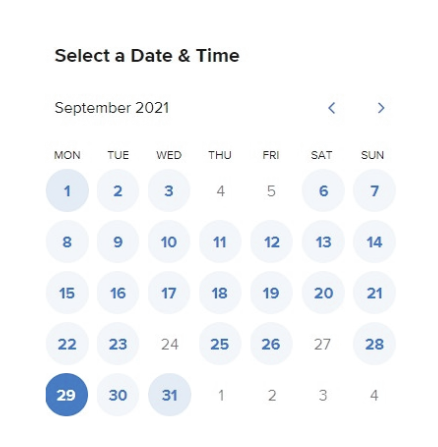 Select a Date & Time
September 2021
MON TUE WED THU FRI SAT SUN
1 2 3 4 5 6 7
8 9 10 11 12 13 14
15 16 17 18 19 20 21
22 23 24 25 26 27 28
29 30 31 1 2 3 4